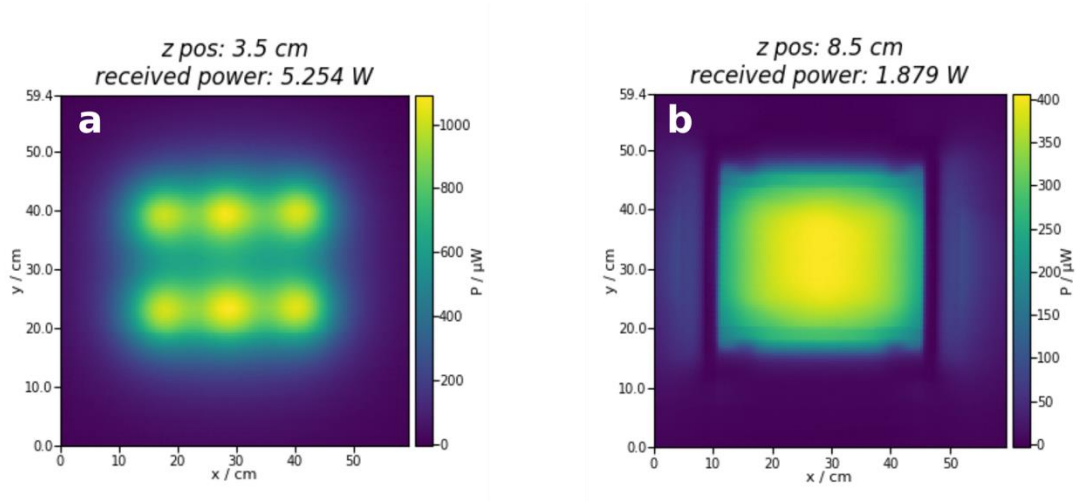 z pos: 3.5 cm
received power: 5.254 W
a
59.4
50.0
40.0
30.0
20.0
10.0
0.0
y / cm
0 10 20 30 40 50
x / cm
1000
800
600
400
200
0
P / µW
z pos: 8.5 cm
received power: 1.879 W
b
59.4
50.0
40.0
30.0
20.0
10.0
0.0
y / cm
0 10 20 30 40 50
x / cm
400
350
300
250
200
150
100
50
0
P / µW